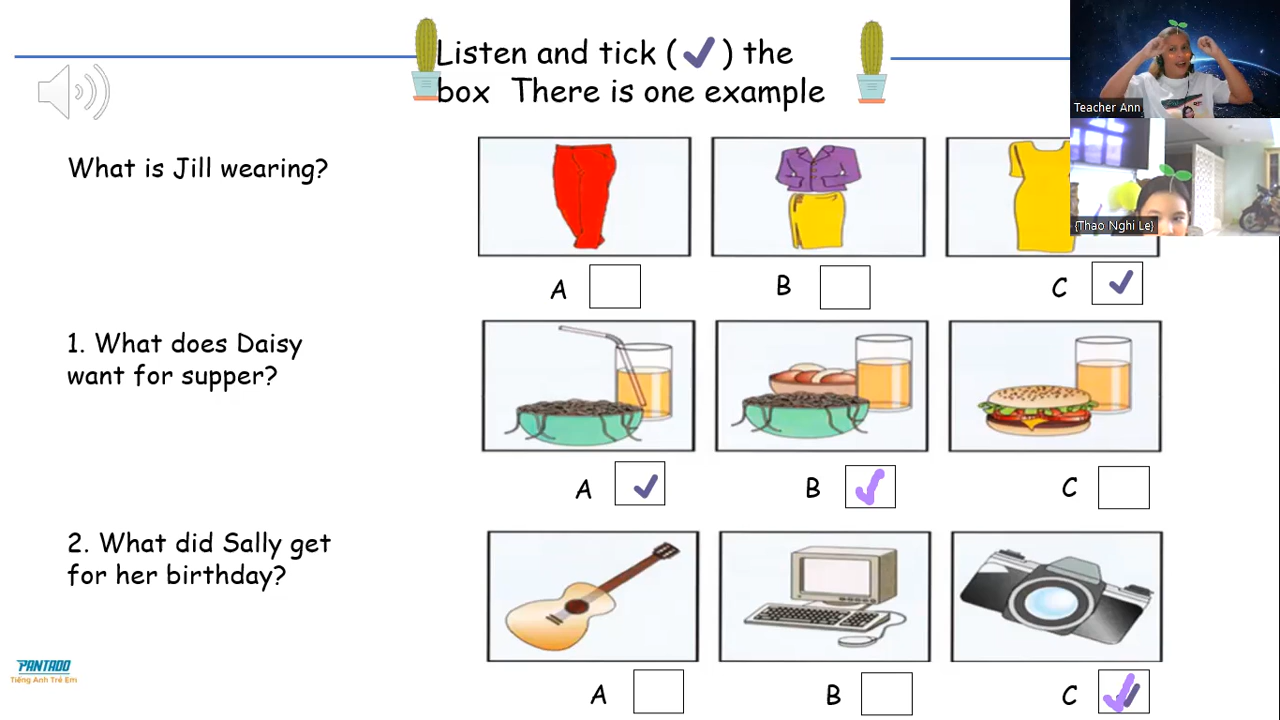 Listen and tick (✓) the
box There is one example
Teacher Ann
What is Jill wearing?
{Thao Nghi Le}
A
B
C
1. What does Daisy
want for supper?
A
B
C
2. What did Sally get
for her birthday?
A
B
C
PANTADO
Tiếng Anh Trẻ Em